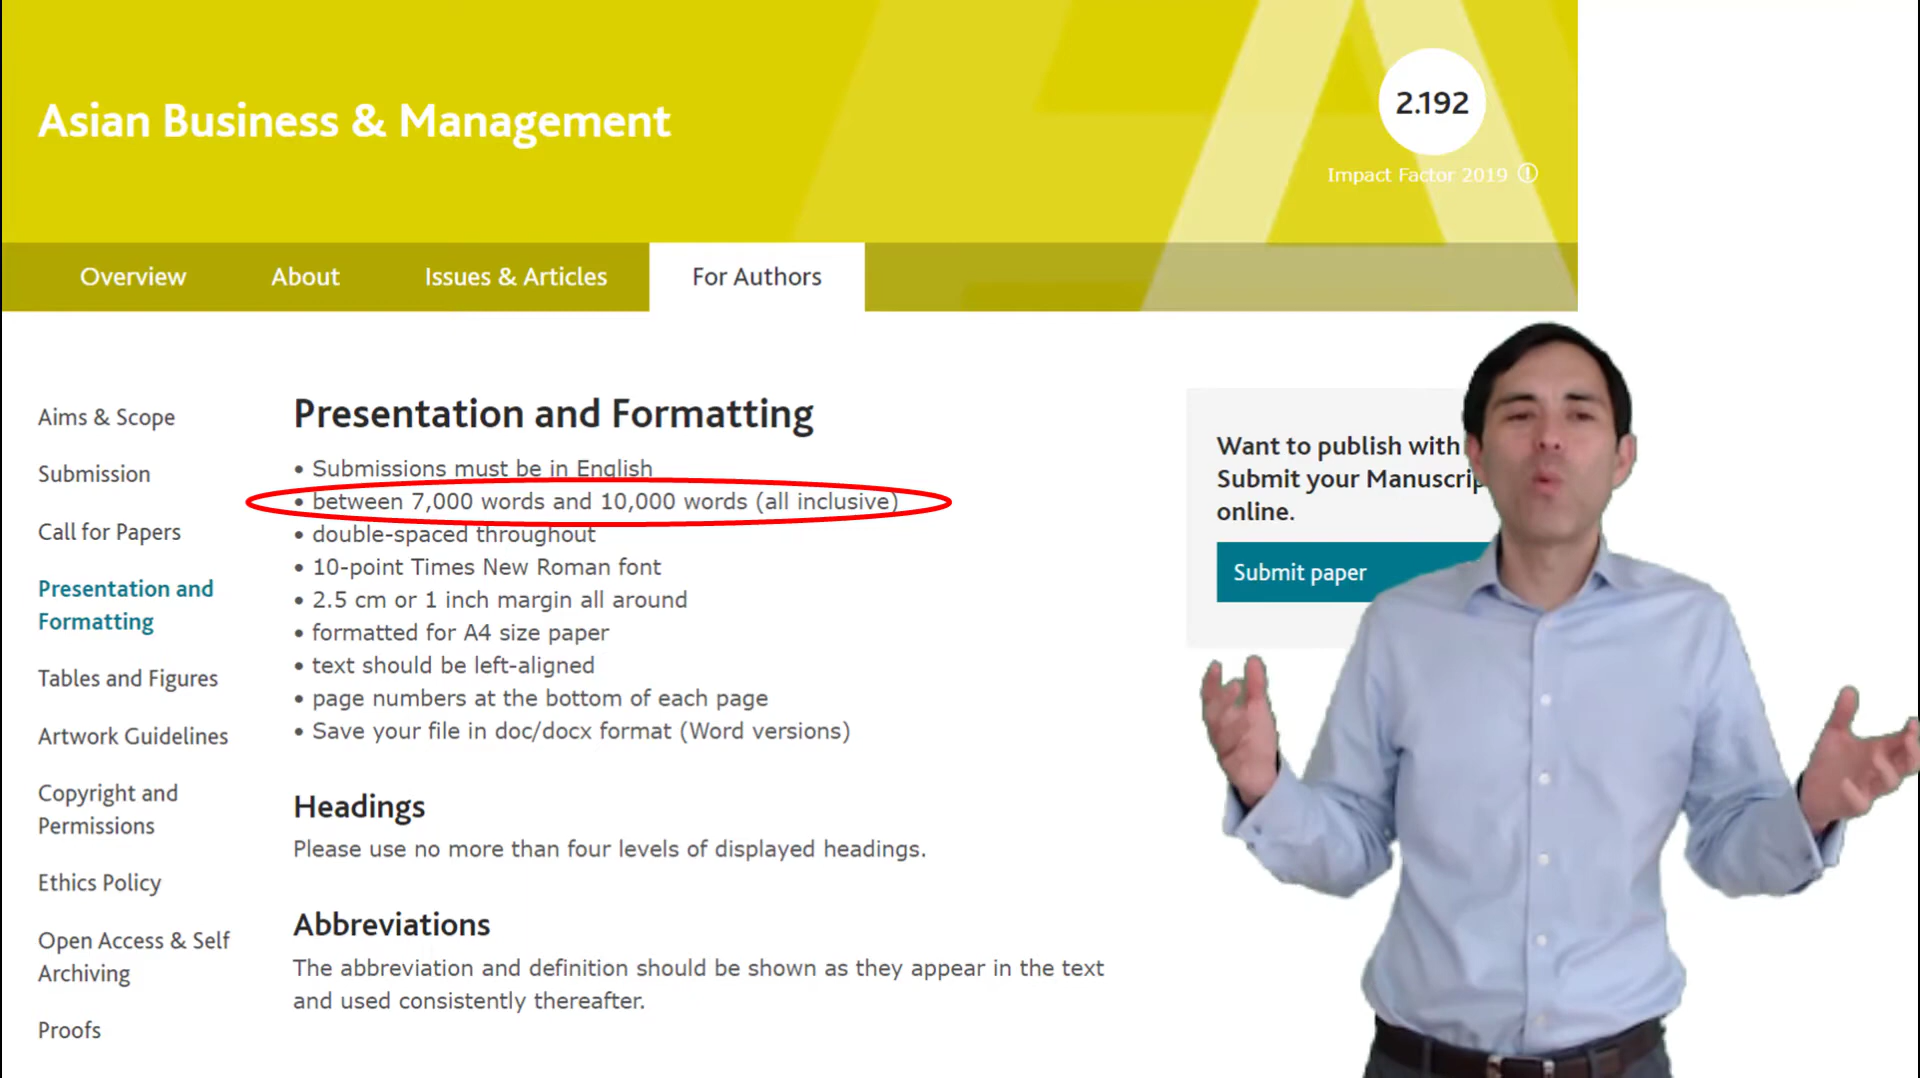 Asian Business & Management
2.192
Impact Factor 2019
Overview
About
Issues & Articles
For Authors
Aims & Scope
Submission
Call for Papers
Presentation and
Formatting
Tables and Figures
Artwork Guidelines
Copyright and
Permissions
Ethics Policy
Open Access & Self
Archiving
Proofs
Presentation and Formatting
• Submissions must be in English
• between 7,000 words and 10,000 words (all inclusive)
• double-spaced throughout
• 10-point Times New Roman font
• 2.5 cm or 1 inch margin all around
• formatted for A4 size paper
• text should be left-aligned
• page numbers at the bottom of each page
• Save your file in doc/docx format (Word versions)
Headings
Please use no more than four levels of displayed headings.
Abbreviations
The abbreviation and definition should be shown as they appear in the text
and used consistently thereafter.
Want to publish with
Submit your
online.
Submit paper